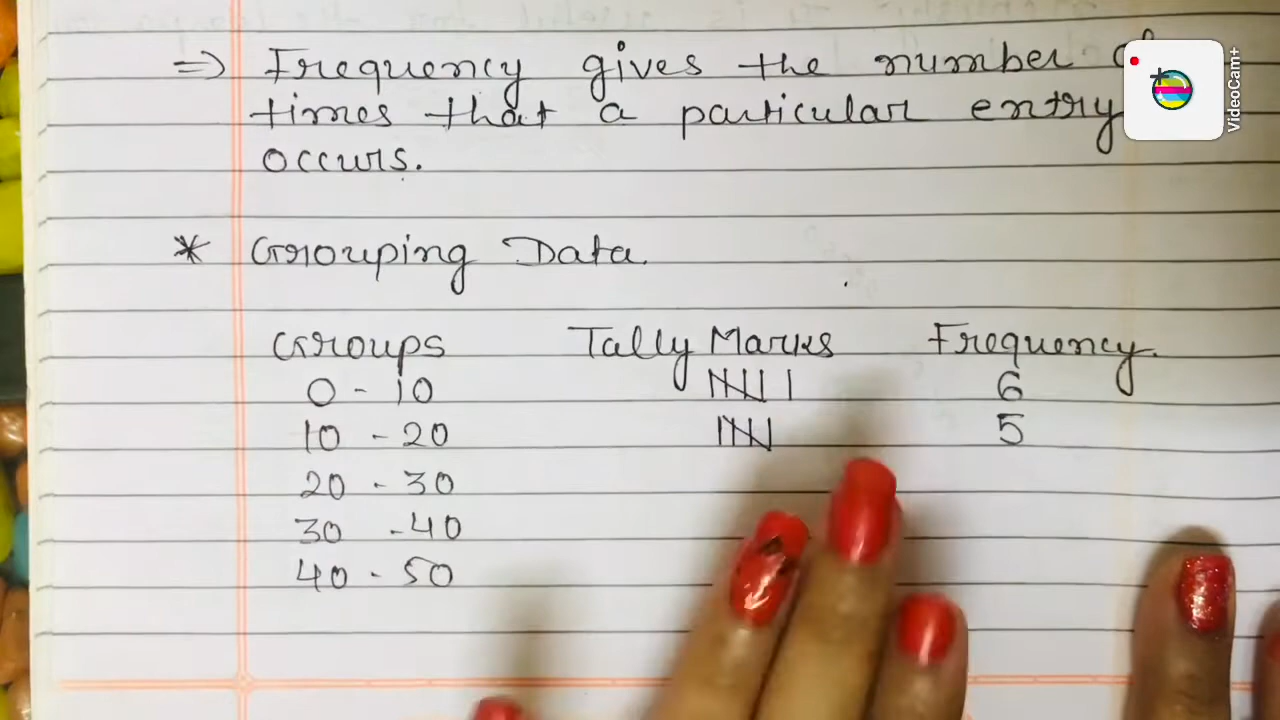 ⇒ Frequency gives the number
times that a particular entry
occurs.
* Grouping Data.
Groups Tally Marks Frequency.
0 - 10 𝍸 | 6
10 - 20 𝍸 5
20 - 30
30 - 40
40 - 50
VideoCam+